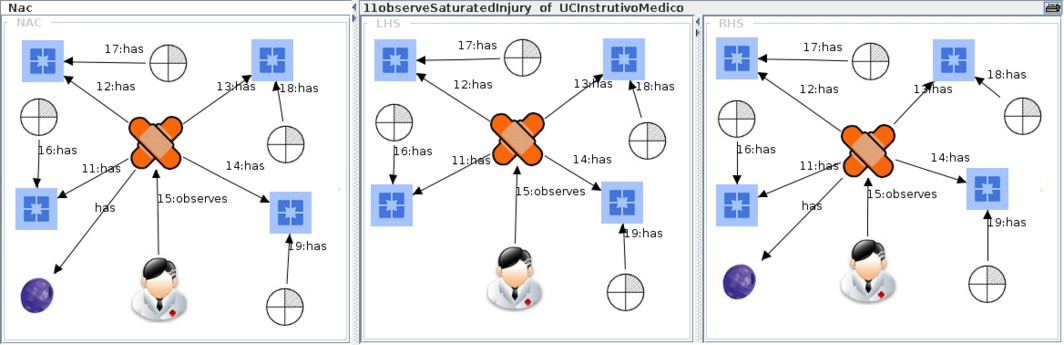 Nac
11observeSaturatedInjury of UCInstrutivoMedico
NAC
17:has
12:has
13:has
18:has
16:has
11:has
14:has
has
15:observes
19:has
LHS
17:has
12:has
13:has
18:has
16:has
11:has
14:has
15:observes
19:has
RHS
17:has
12:has
13:has
18:has
16:has
11:has
14:has
has
15:observes
19:has